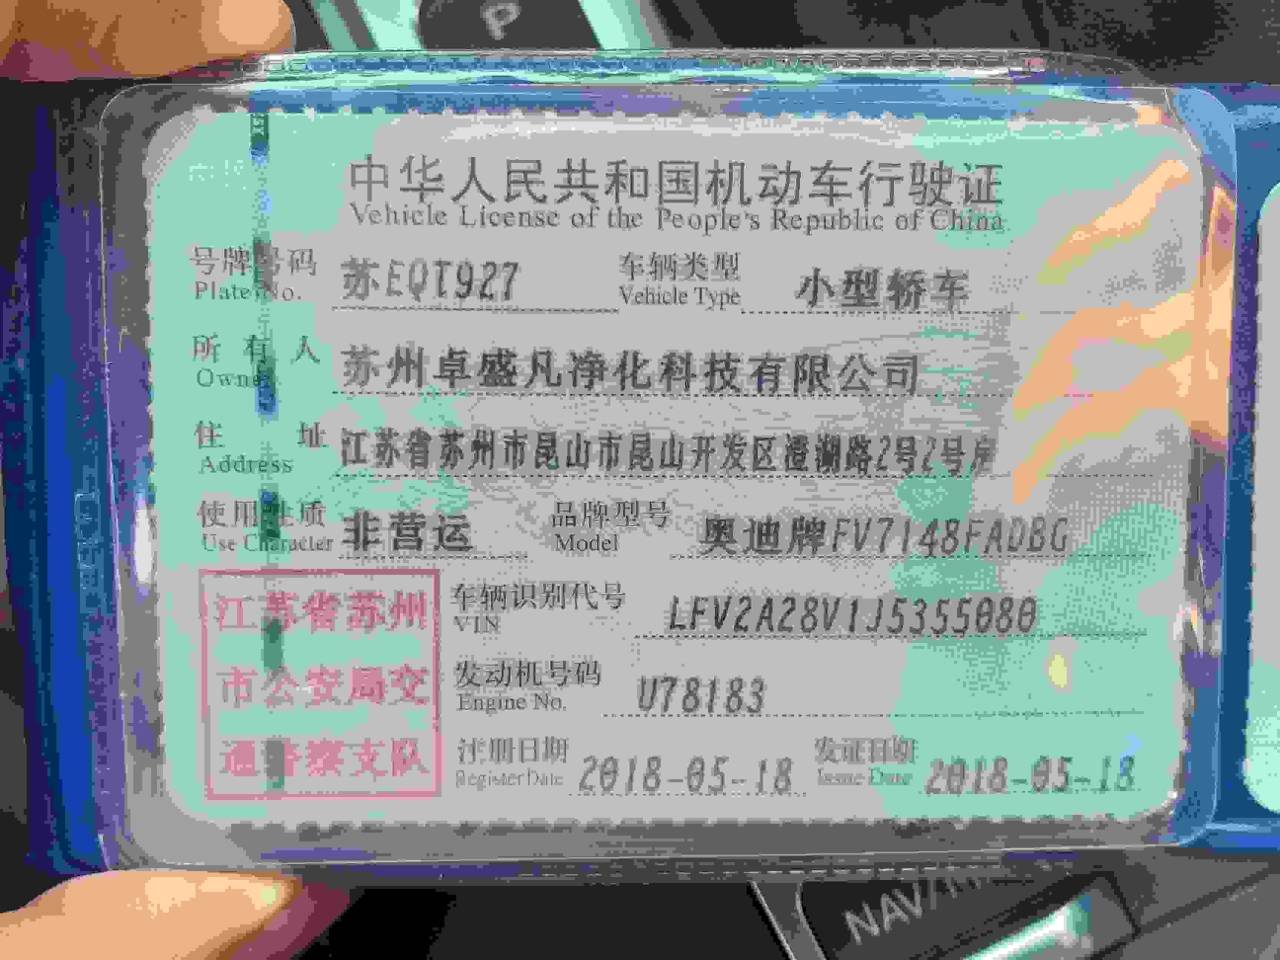 P
中华人民共和国机动车行驶证
Vehicle License of the People's Republic of China
号牌号码 苏EQT927 车辆类型 小型轿车
Plate No. Vehicle Type
所有人 苏州卓盛凡净化科技有限公司
Owner
住址 江苏省苏州市昆山市昆山开发区澄湖路2号2号房
Address
使用性质 非营运 品牌型号 奥迪牌FV7148FADBG
Use Character Model
江苏省苏州
市公安局交
通警察支队
车辆识别代号 LFV2A28V1J5355080
VIN
发动机号码 U78183
Engine No.
注册日期 2018-05-18 发证日期 2018-05-18
Register Date Issue Date
NAV/